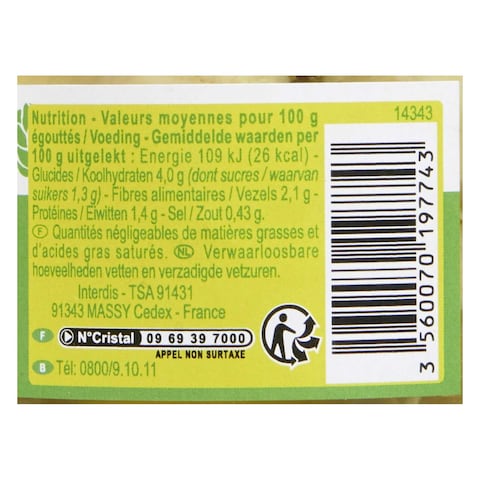 Nutrition - Valeurs moyennes pour 100 g
égouttés / Voeding - Gemiddelde waarden per
100 g uitgelekt : Energie 109 kJ (26 kcal) -
Glucides / Koolhydraten 4,0 g (dont sucres / waarvan
suikers 1,3 g) - Fibres alimentaires / Vezels 2,1 g -
Protéines / Eiwitten 1,4 g - Sel / Zout 0,43 g.
F Quantités négligeables de matières grasses et
d'acides gras saturés. NL Verwaarloosbare
hoeveelheden vetten en verzadigde vetzuren.
Interdis - TSA 91431
91343 MASSY Cedex - France
F N°Cristal 09 69 39 7000
APPEL NON SURTAXE
B Tél: 0800/9.10.11
14343
3 560070 197743